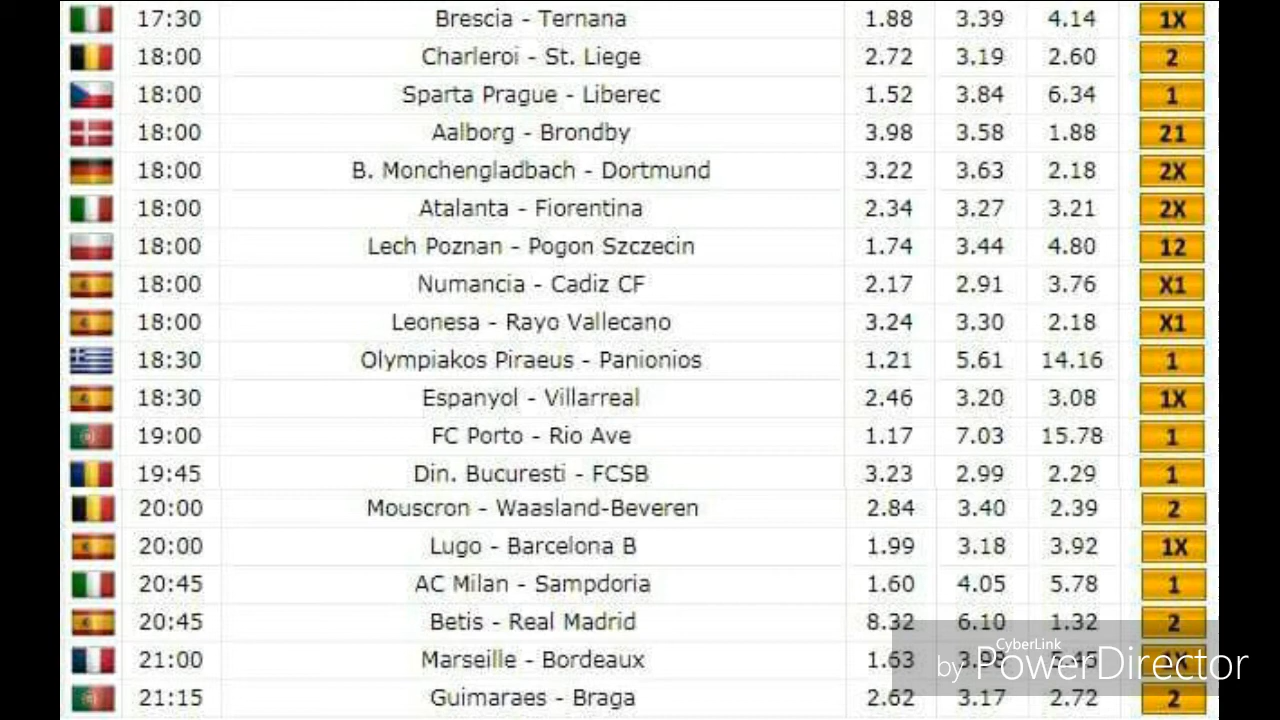 17:30 Brescia - Ternana 1.88 3.39 4.14 1X
18:00 Charleroi - St. Liege 2.72 3.19 2.60 2
18:00 Sparta Prague - Liberec 1.52 3.84 6.34 1
18:00 Aalborg - Brondby 3.98 3.58 1.88 21
18:00 B. Monchengladbach - Dortmund 3.22 3.63 2.18 2X
18:00 Atalanta - Fiorentina 2.34 3.27 3.21 2X
18:00 Lech Poznan - Pogon Szczecin 1.74 3.44 4.80 12
18:00 Numancia - Cadiz CF 2.17 2.91 3.76 X1
18:00 Leonesa - Rayo Vallecano 3.24 3.30 2.18 X1
18:30 Olympiakos Piraeus - Panionios 1.21 5.61 14.16 1
18:30 Espanyol - Villarreal 2.46 3.20 3.08 1X
19:00 FC Porto - Rio Ave 1.17 7.03 15.78 1
19:45 Din. Bucuresti - FCSB 3.23 2.99 2.29 1
20:00 Mouscron - Waasland-Beveren 2.84 3.40 2.39 2
20:00 Lugo - Barcelona B 1.99 3.18 3.92 1X
20:45 AC Milan - Sampdoria 1.60 4.05 5.78 1
20:45 Betis - Real Madrid 8.32 6.10 1.32 2
21:00 Marseille - Bordeaux 1.63
CyberLink
by PowerDirector
21:15 Guimaraes - Braga 2.62 3.17 2.72 2